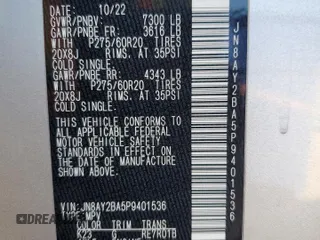 10/22
GVWR/PNBV: 7300 LB
GAWR/PNBE FR: 3616 LB
WITH P275/60R20 TIRES
20X8J RIMS, AT 35PSI
COLD SINGLE
GAWR/PNBE RR: 4343 LB
WITH P275/60R20 TIRES
20X8J RIMS, AT 35PSI
COLD SINGLE.
THIS VEHICLE CONFORMS TO
ALL APPLICABLE FEDERAL
MOTOR VEHICLE SAFETY
STANDARDS IN EFFECT ON
THE DATE OF MANUFACTURE
SHOWN ABOVE.
VIN: JN8AY2BA5P9401536
MPV
COLOR TRIM TRANS
K23 G RE7R01B
JN8AY2BA5P9401536